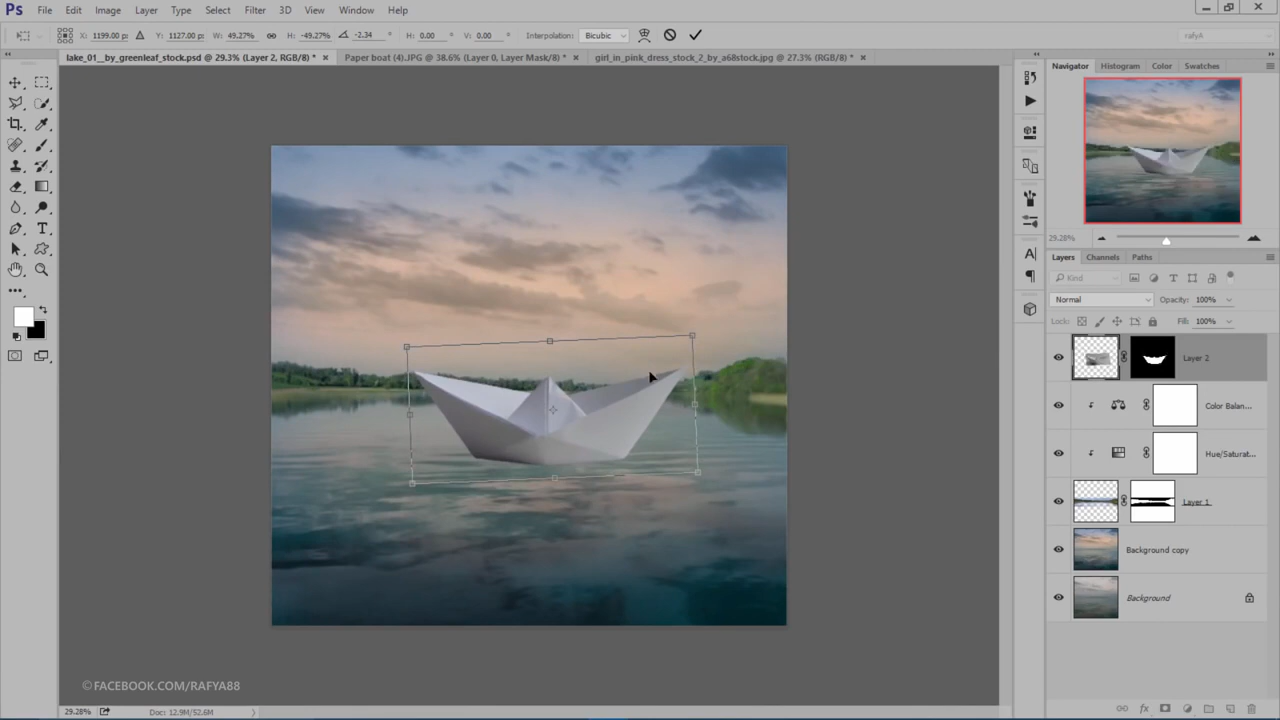 Ps File Edit Image Layer Type Select Filter 3D View Window Help
X: 1199.00 px Y: 1127.00 px W: 49.27% H: -49.27% -2.34 ° H: 0.00 ° V: 0.00 ° Interpolation: Bicubic rafyA
lake_01__by_greenleaf_stock.psd @ 29.3% (Layer 2, RGB/8) * × Paper boat (4).JPG @ 38.6% (Layer 0, Layer Mask/8) * × girl_in_pink_dress_stock_2_by_a68stock.jpg @ 27.3% (RGB/8) * ×
Navigator Histogram Color Swatches
29.28%
Layers Channels Paths
Kind
Normal Opacity: 100%
Lock: Fill: 100%
Layer 2
Color Balan...
Hue/Saturat...
Layer 1
Background copy
Background
©FACEBOOK.COM/RAFYA88
29.28% Doc: 12.9M/52.6M